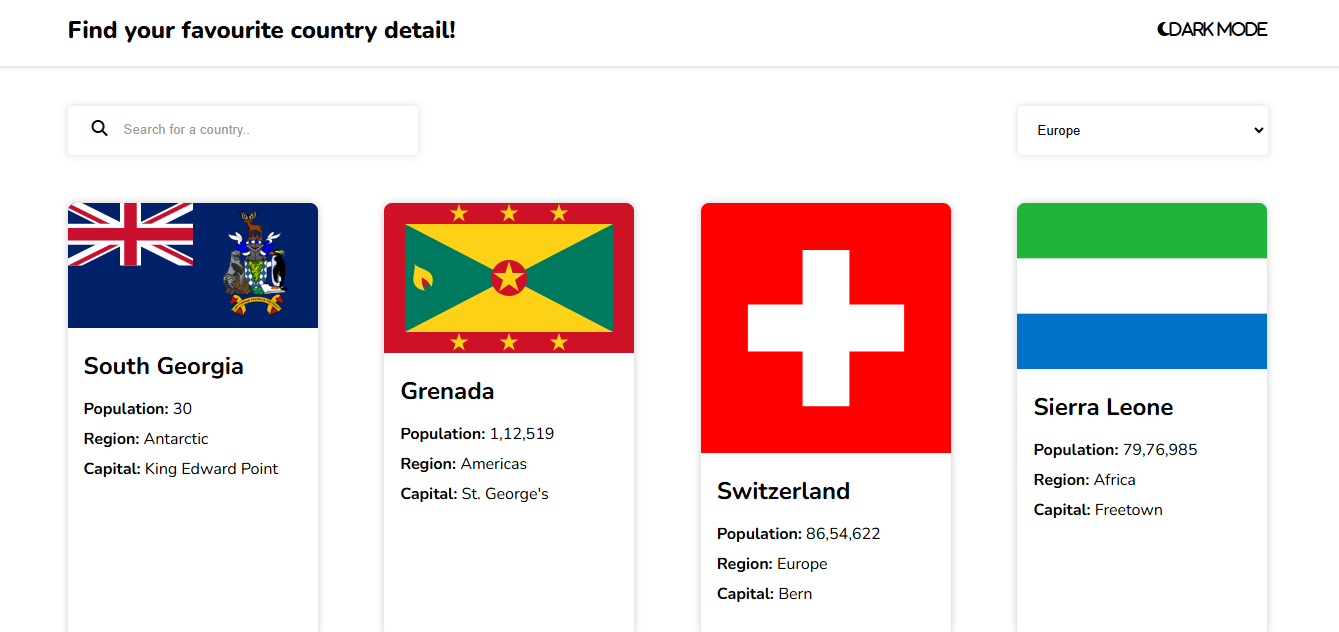 Find your favourite country detail!
DARK MODE
Search for a country..
Europe
South Georgia
Population: 30
Region: Antarctic
Capital: King Edward Point
Grenada
Population: 1,12,519
Region: Americas
Capital: St. George's
Switzerland
Population: 86,54,622
Region: Europe
Capital: Bern
Sierra Leone
Population: 79,76,985
Region: Africa
Capital: Freetown